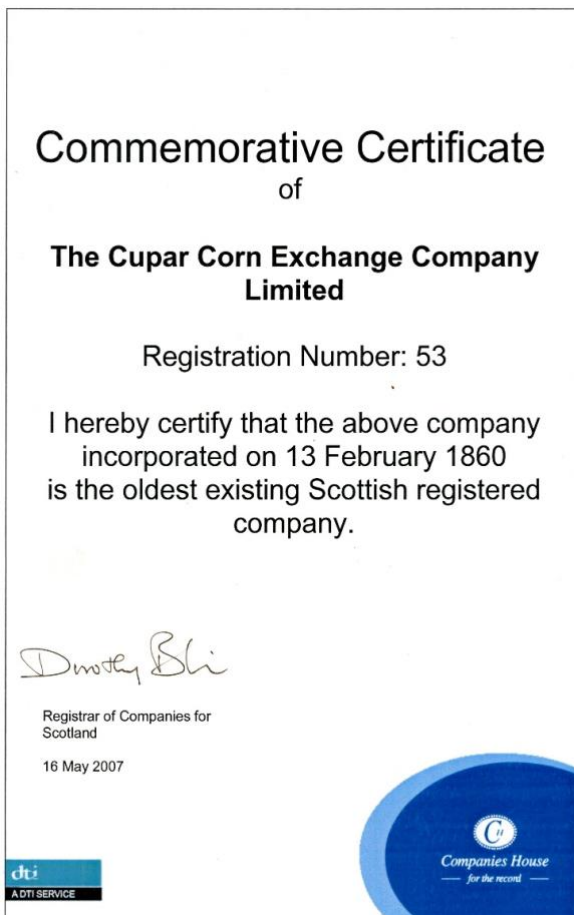 Commemorative Certificate
of
The Cupar Corn Exchange Company
Limited
Registration Number: 53
I hereby certify that the above company
incorporated on 13 February 1860
is the oldest existing Scottish registered
company.
Dorothy
Registrar of Companies for
Scotland
16 May 2007
dti
A DTI SERVICE
CH
Companies House
for the record